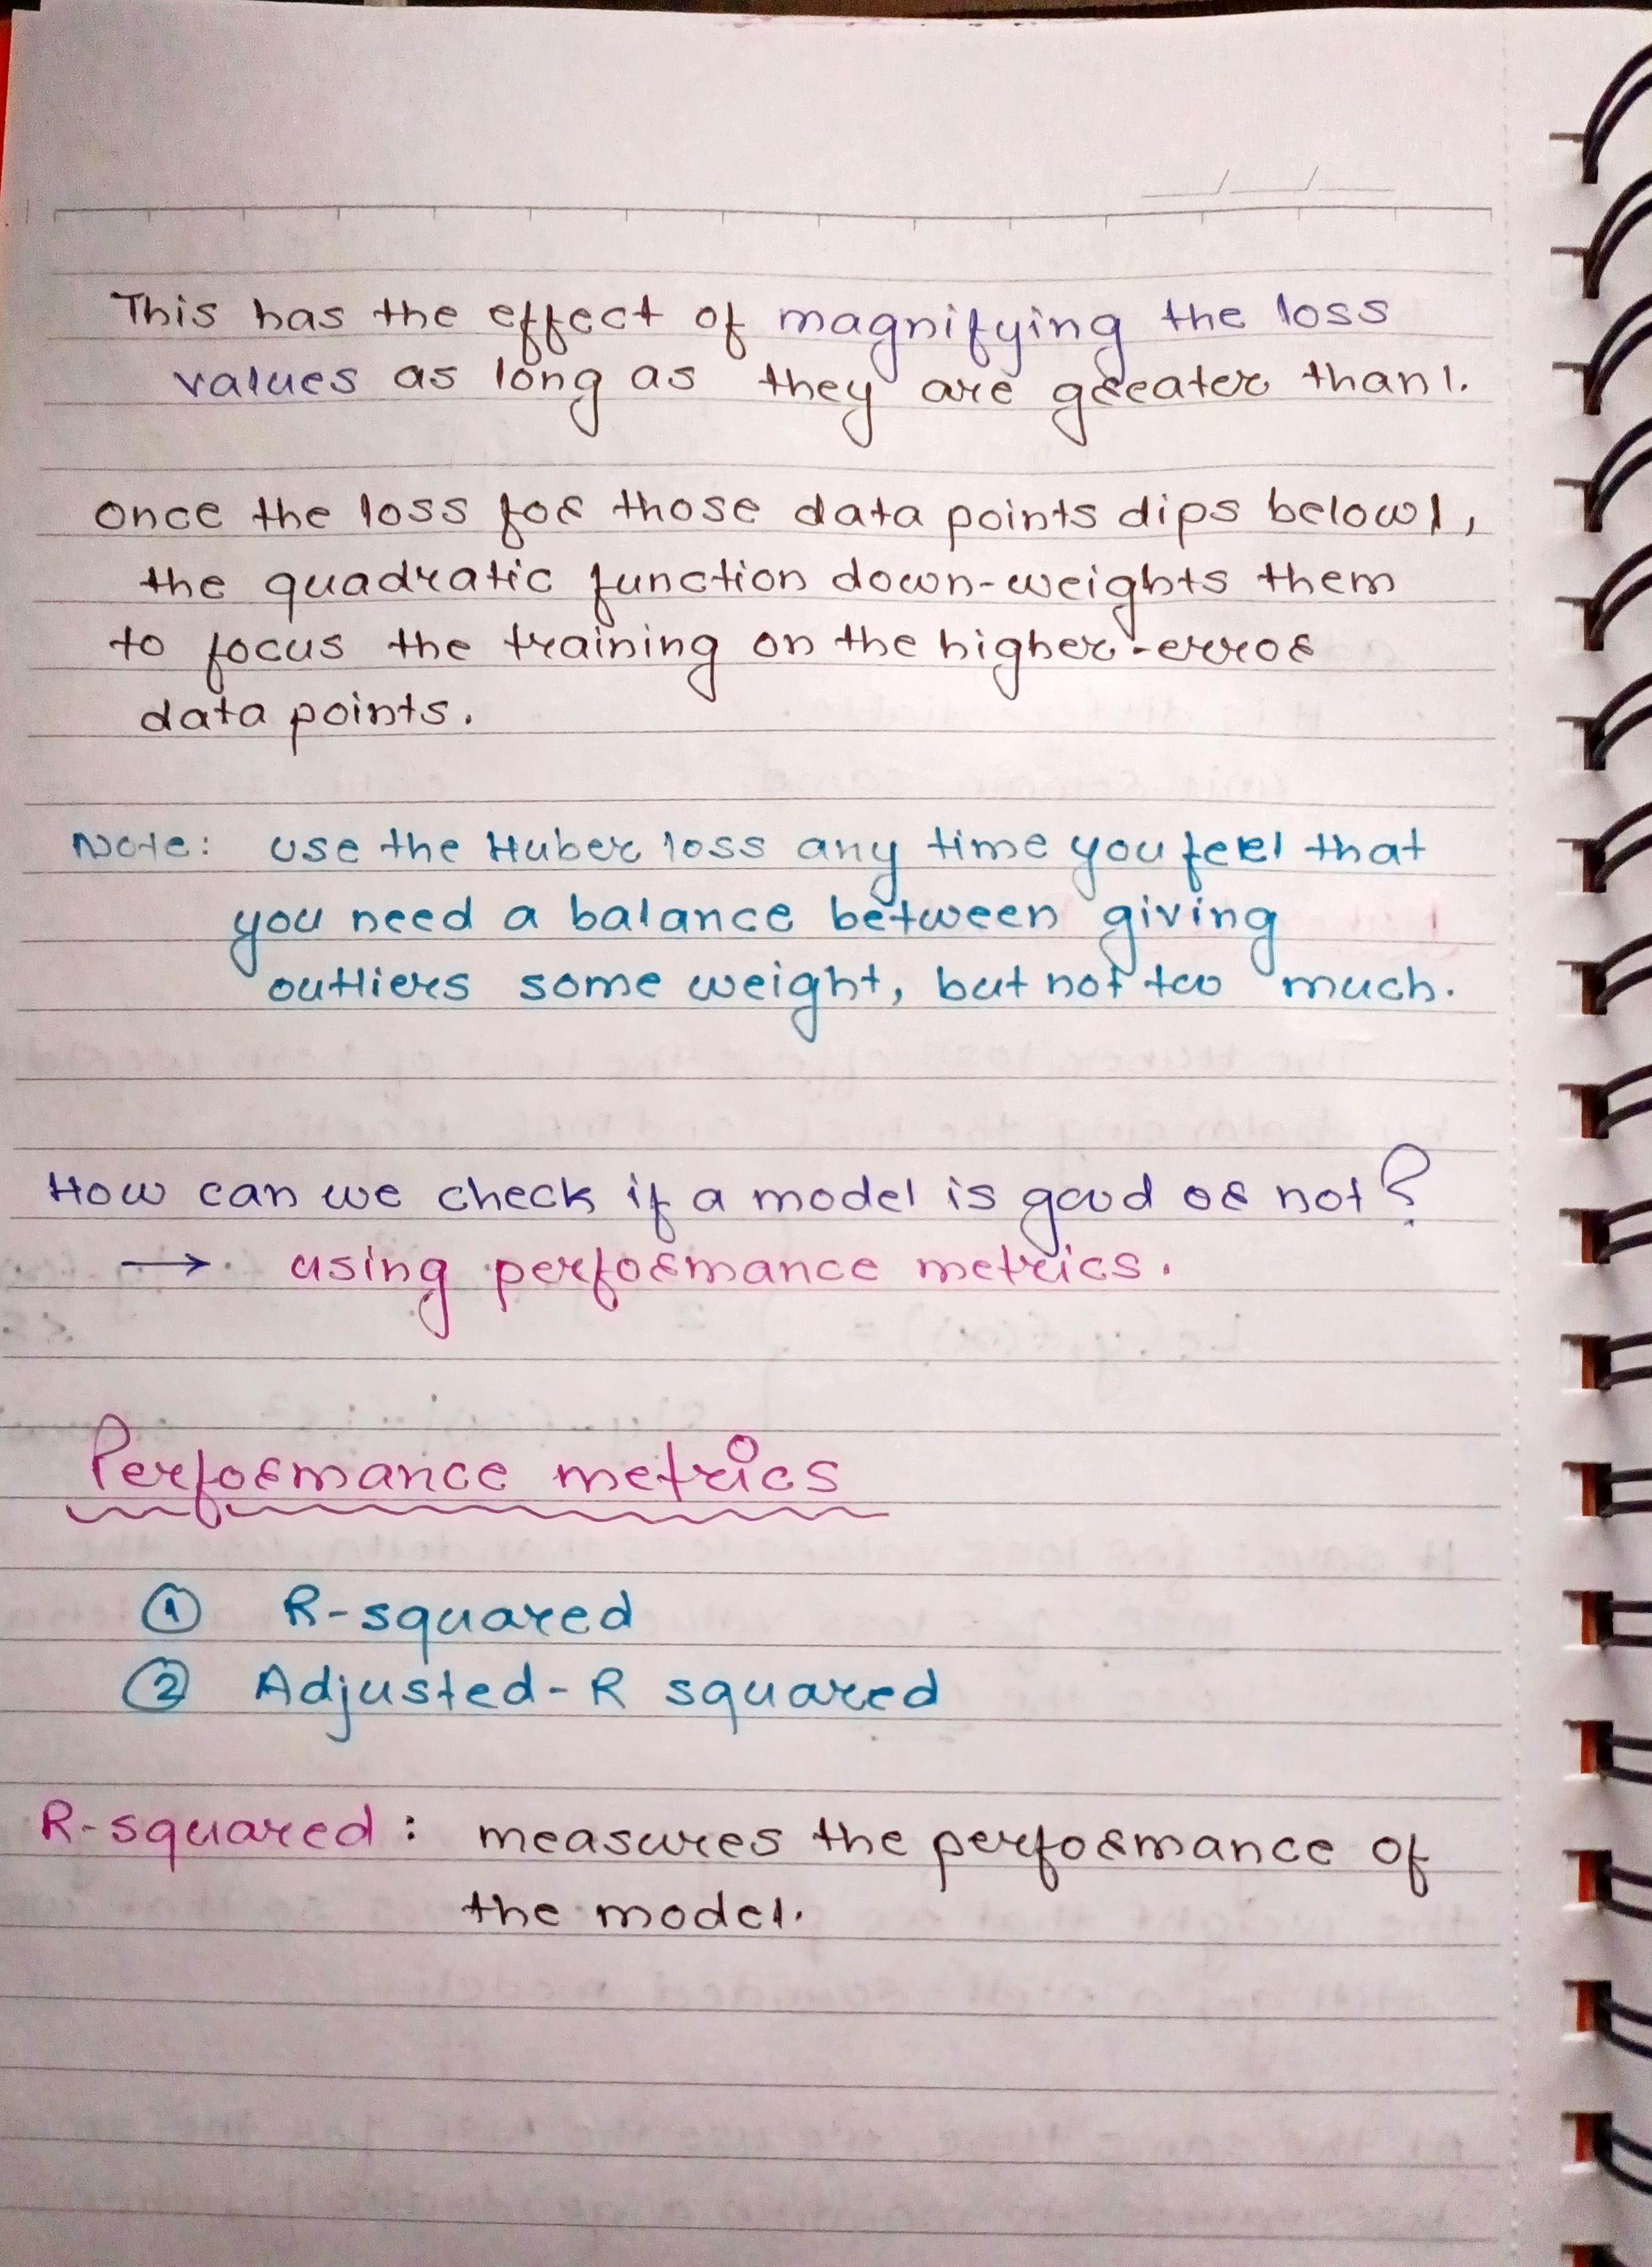 This has the effect of magnifying the loss
values as long as they are greater than 1.
Once the loss for those data points dips below 1,
the quadratic function down-weights them
to focus the training on the higher-error
data points.
Note: Use the Huber loss any time you feel that
you need a balance between giving
outliers some weight, but not too much.
How can we check if a model is good or not?
→ using performance metrics.
Performance metrics
① R-squared
② Adjusted-R squared
R-squared: measures the performance of
the model.